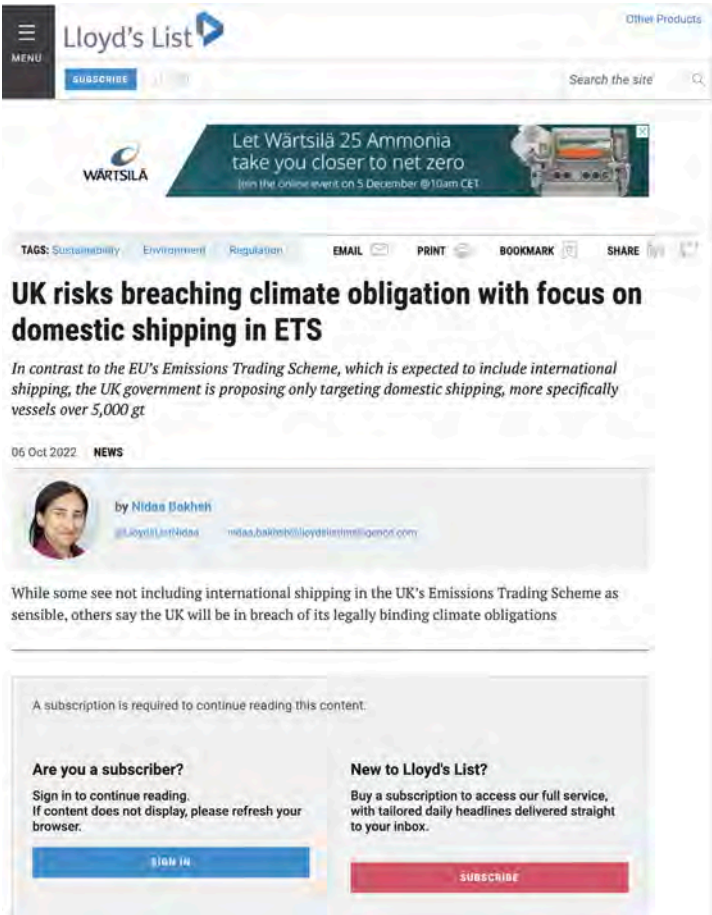 Other Products
MENU
Lloyd's List
SUBSCRIBE
Search the site
WÄRTSILÄ
Let Wärtsilä 25 Ammonia
take you closer to net zero
Join the online event on 5 December @10am CET
TAGS: Sustainability Environment Regulation EMAIL PRINT BOOKMARK SHARE
UK risks breaching climate obligation with focus on
domestic shipping in ETS
In contrast to the EU's Emissions Trading Scheme, which is expected to include international
shipping, the UK government is proposing only targeting domestic shipping, more specifically
vessels over 5,000 gt
06 Oct 2022 NEWS
by Nidaa Bakhsh
@LloydsListNidaa nidaa.bakhsh@lloydslistintelligence.com
While some see not including international shipping in the UK's Emissions Trading Scheme as
sensible, others say the UK will be in breach of its legally binding climate obligations
A subscription is required to continue reading this content.
Are you a subscriber?
Sign in to continue reading.
If content does not display, please refresh your
browser.
SIGN IN
New to Lloyd's List?
Buy a subscription to access our full service,
with tailored daily headlines delivered straight
to your inbox.
SUBSCRIBE